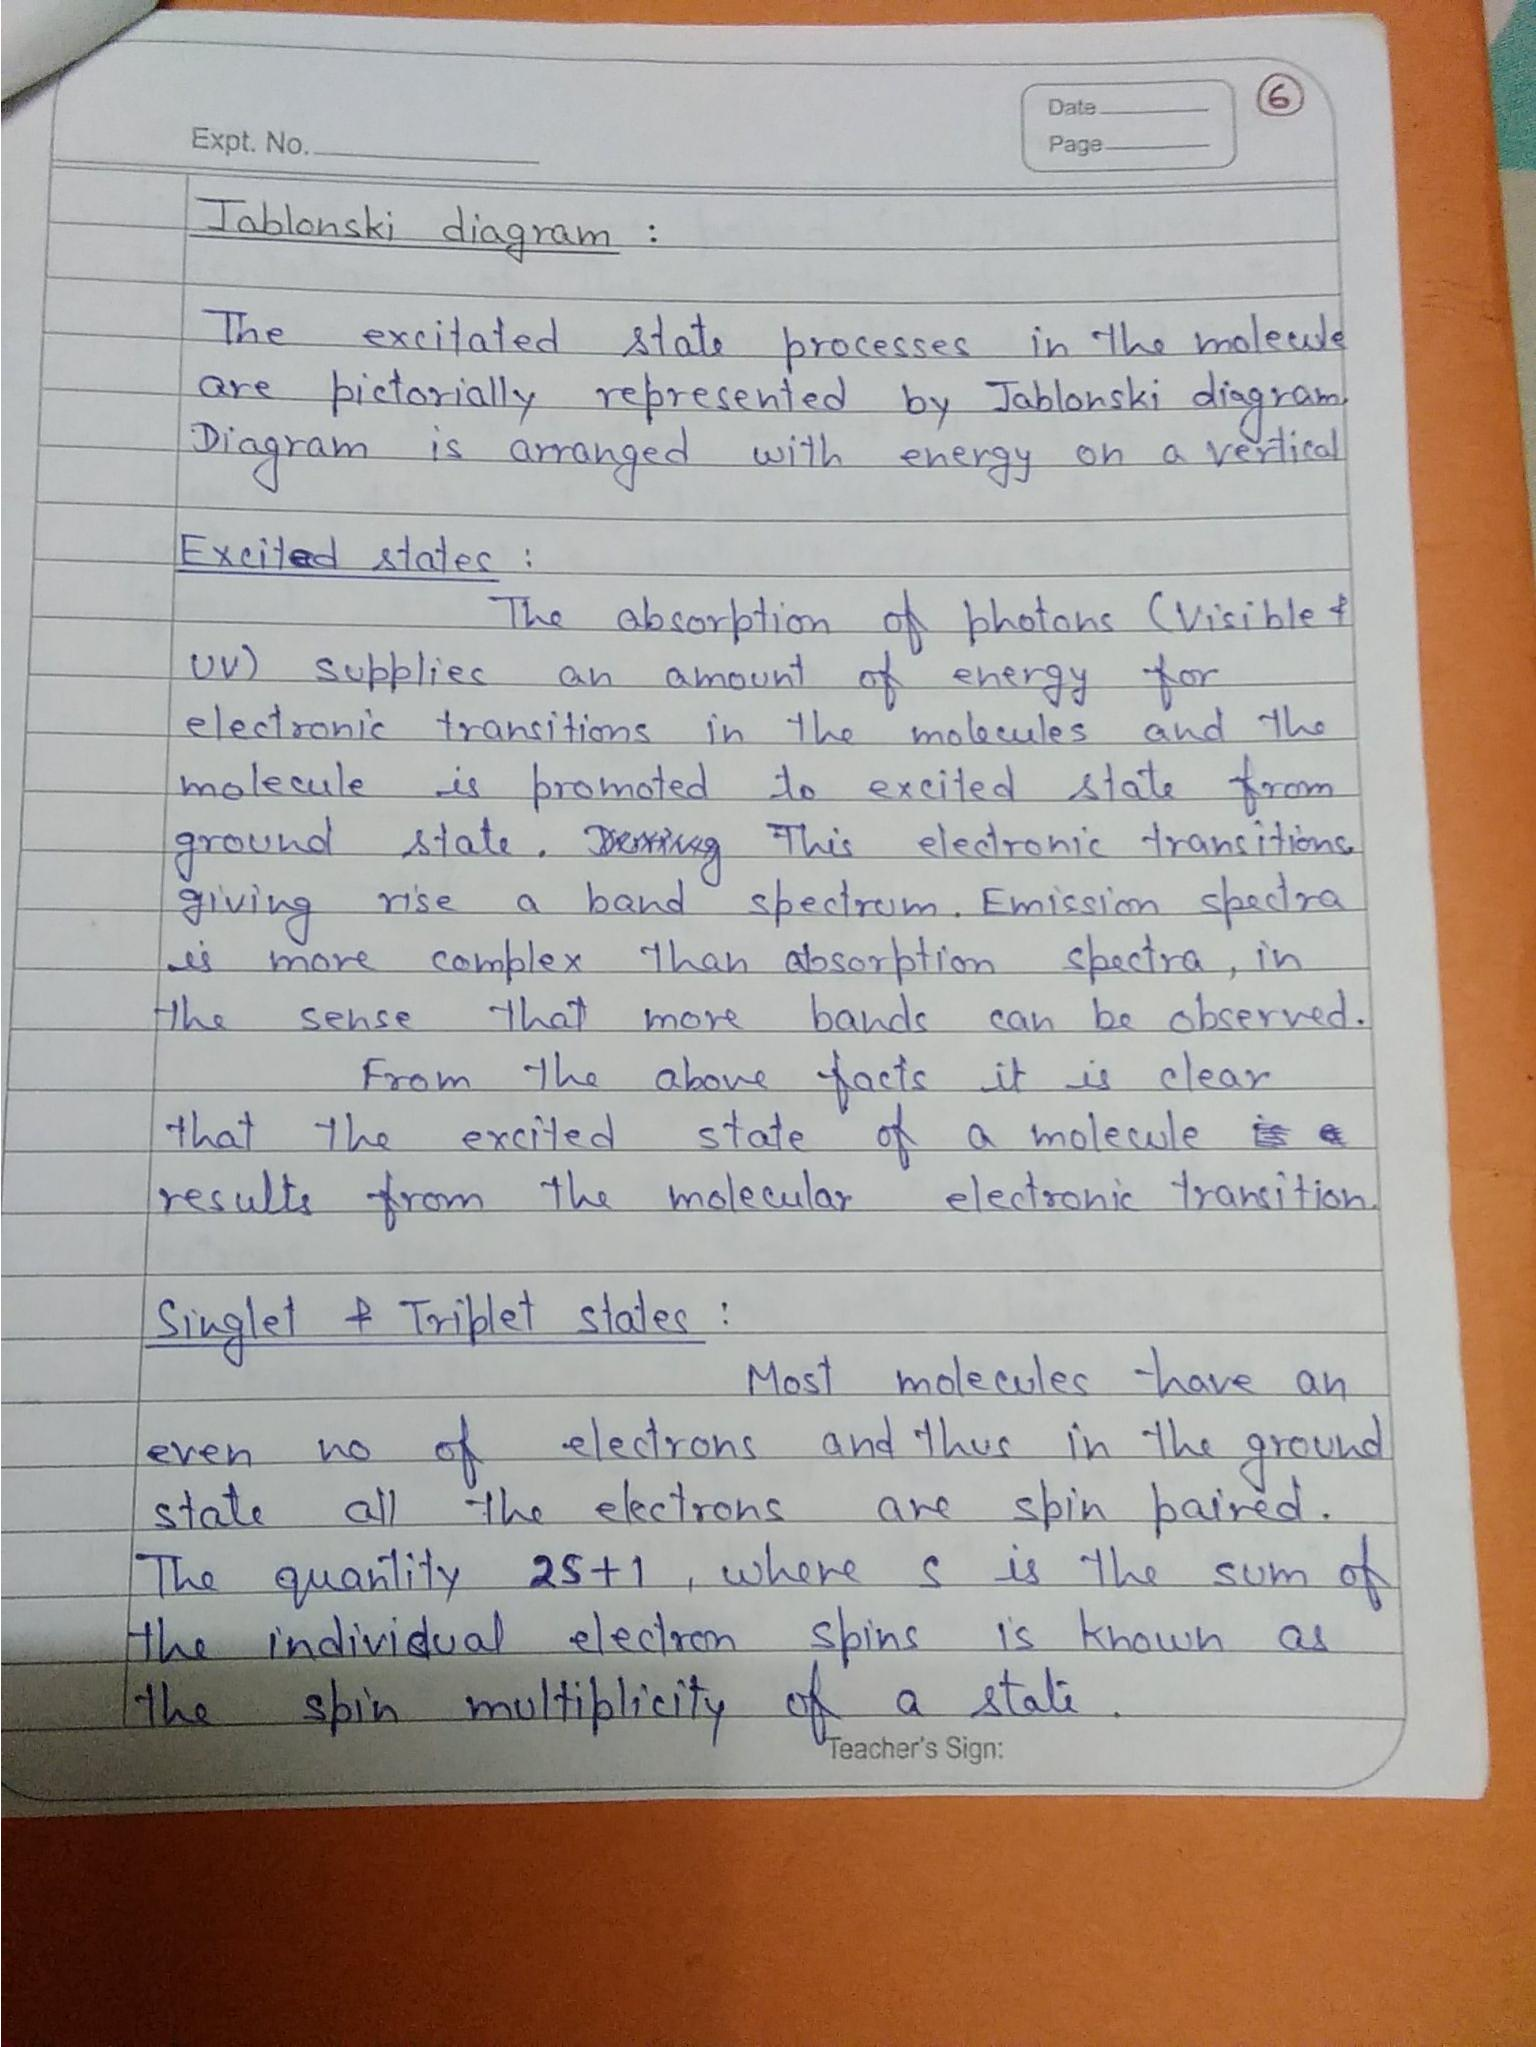 Date
6
Expt. No.
Page
Jablonski diagram :
The excitated state processes in the molecule
are pictorially represented by Jablonski diagram.
Diagram is arranged with energy on a vertical
Excited states :
The absorption of photons (Visible &
UV) supplies an amount of energy for
electronic transitions in the molecules and the
molecule is promoted to excited state from
ground state. This electronic transitions
giving rise a band spectrum. Emission spectra
is more complex than absorption spectra, in
the sense that more bands can be observed.
From the above facts it is clear
that the excited state of a molecule
results from the molecular electronic transition.
Singlet & Triplet states :
Most molecules have an
even no of electrons and thus in the ground
state all the electrons are spin paired.
The quantity 2S+1, where S is the sum of
the individual electron spins is known as
the spin multiplicity of a state.
Teacher's Sign: